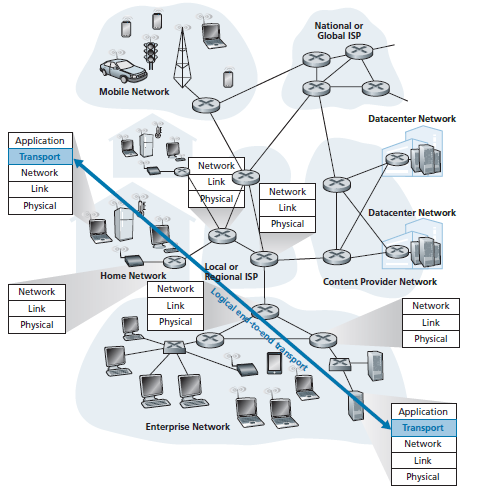 National or
Global ISP
Mobile Network
Datacenter Network
Application
Transport
Network
Link
Physical
Network
Link
Physical
Network
Link
Physical
Datacenter Network
Home Network
Local or
Regional ISP
Content Provider Network
Network
Link
Physical
Network
Link
Physical
Logical end-to-end transport
Network
Link
Physical
Enterprise Network
Application
Transport
Network
Link
Physical